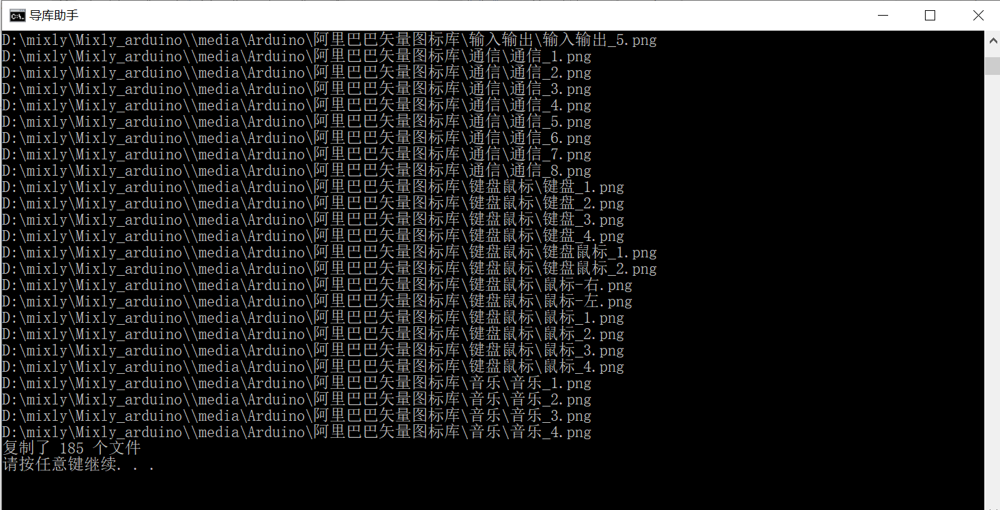 导库助手
D:\mixly\Mixly_arduino\\media\Arduino\阿里巴巴矢量图标库\输入输出\输入输出_5.png
D:\mixly\Mixly_arduino\\media\Arduino\阿里巴巴矢量图标库\通信\通信_1.png
D:\mixly\Mixly_arduino\\media\Arduino\阿里巴巴矢量图标库\通信\通信_2.png
D:\mixly\Mixly_arduino\\media\Arduino\阿里巴巴矢量图标库\通信\通信_3.png
D:\mixly\Mixly_arduino\\media\Arduino\阿里巴巴矢量图标库\通信\通信_4.png
D:\mixly\Mixly_arduino\\media\Arduino\阿里巴巴矢量图标库\通信\通信_5.png
D:\mixly\Mixly_arduino\\media\Arduino\阿里巴巴矢量图标库\通信\通信_6.png
D:\mixly\Mixly_arduino\\media\Arduino\阿里巴巴矢量图标库\通信\通信_7.png
D:\mixly\Mixly_arduino\\media\Arduino\阿里巴巴矢量图标库\通信\通信_8.png
D:\mixly\Mixly_arduino\\media\Arduino\阿里巴巴矢量图标库\键盘鼠标\键盘_1.png
D:\mixly\Mixly_arduino\\media\Arduino\阿里巴巴矢量图标库\键盘鼠标\键盘_2.png
D:\mixly\Mixly_arduino\\media\Arduino\阿里巴巴矢量图标库\键盘鼠标\键盘_3.png
D:\mixly\Mixly_arduino\\media\Arduino\阿里巴巴矢量图标库\键盘鼠标\键盘_4.png
D:\mixly\Mixly_arduino\\media\Arduino\阿里巴巴矢量图标库\键盘鼠标\键盘鼠标_1.png
D:\mixly\Mixly_arduino\\media\Arduino\阿里巴巴矢量图标库\键盘鼠标\键盘鼠标_2.png
D:\mixly\Mixly_arduino\\media\Arduino\阿里巴巴矢量图标库\键盘鼠标\鼠标-右.png
D:\mixly\Mixly_arduino\\media\Arduino\阿里巴巴矢量图标库\键盘鼠标\鼠标-左.png
D:\mixly\Mixly_arduino\\media\Arduino\阿里巴巴矢量图标库\键盘鼠标\鼠标_1.png
D:\mixly\Mixly_arduino\\media\Arduino\阿里巴巴矢量图标库\键盘鼠标\鼠标_2.png
D:\mixly\Mixly_arduino\\media\Arduino\阿里巴巴矢量图标库\键盘鼠标\鼠标_3.png
D:\mixly\Mixly_arduino\\media\Arduino\阿里巴巴矢量图标库\键盘鼠标\鼠标_4.png
D:\mixly\Mixly_arduino\\media\Arduino\阿里巴巴矢量图标库\音乐\音乐_1.png
D:\mixly\Mixly_arduino\\media\Arduino\阿里巴巴矢量图标库\音乐\音乐_2.png
D:\mixly\Mixly_arduino\\media\Arduino\阿里巴巴矢量图标库\音乐\音乐_3.png
D:\mixly\Mixly_arduino\\media\Arduino\阿里巴巴矢量图标库\音乐\音乐_4.png
复制了 185 个文件
请按任意键继续. . .